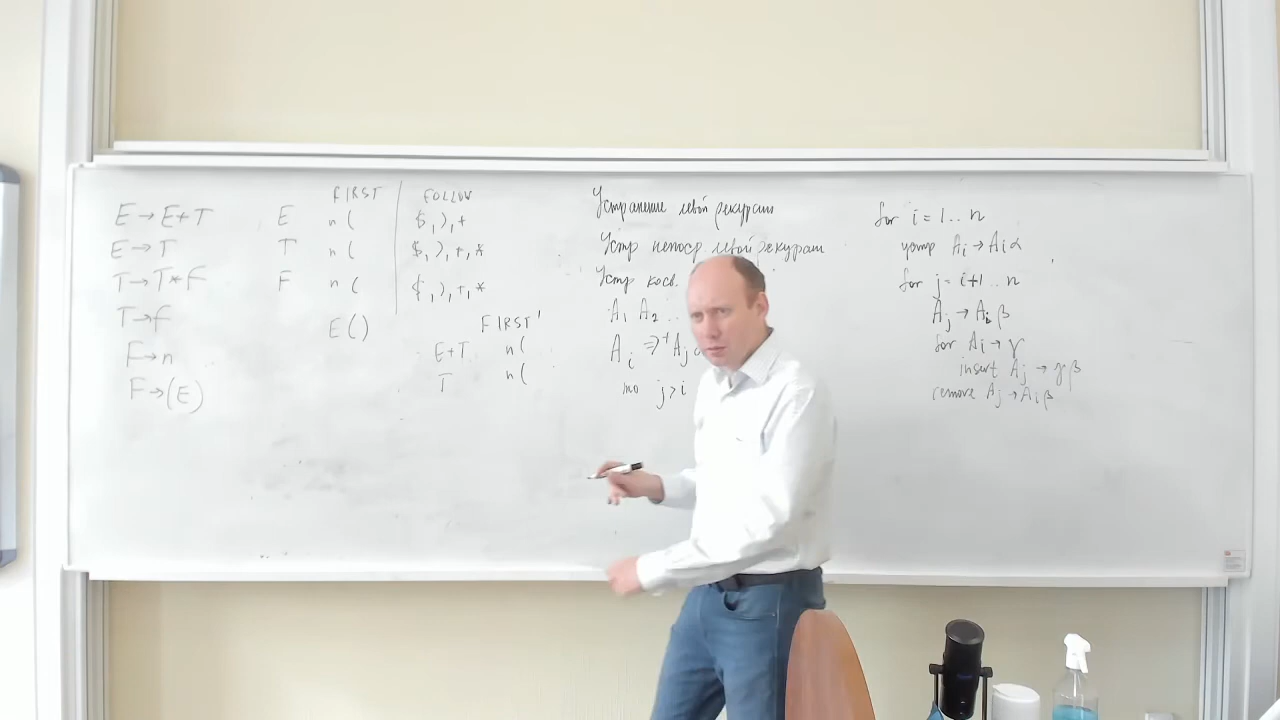 E → E+T
E → T
T → T*F
T → F
F → n
F → (E)
FIRST FOLLOW
E n ( $, ), +
T n ( $, ), +, *
F n ( $, ), +, *
E()
FIRST'
E+T n (
T n (
Устранение левой рекурсии
Устр непоср левой рекурсии
Устр косв.
A₁ A₂ ..
Aᵢ ⇒⁺ Aⱼ
то j>i
for i = 1..n
устр Aᵢ → Aᵢα
for j = i+1..n
Aⱼ → Aᵢβ
for Aᵢ → γ
insert Aⱼ → γβ
remove Aⱼ → Aᵢβ